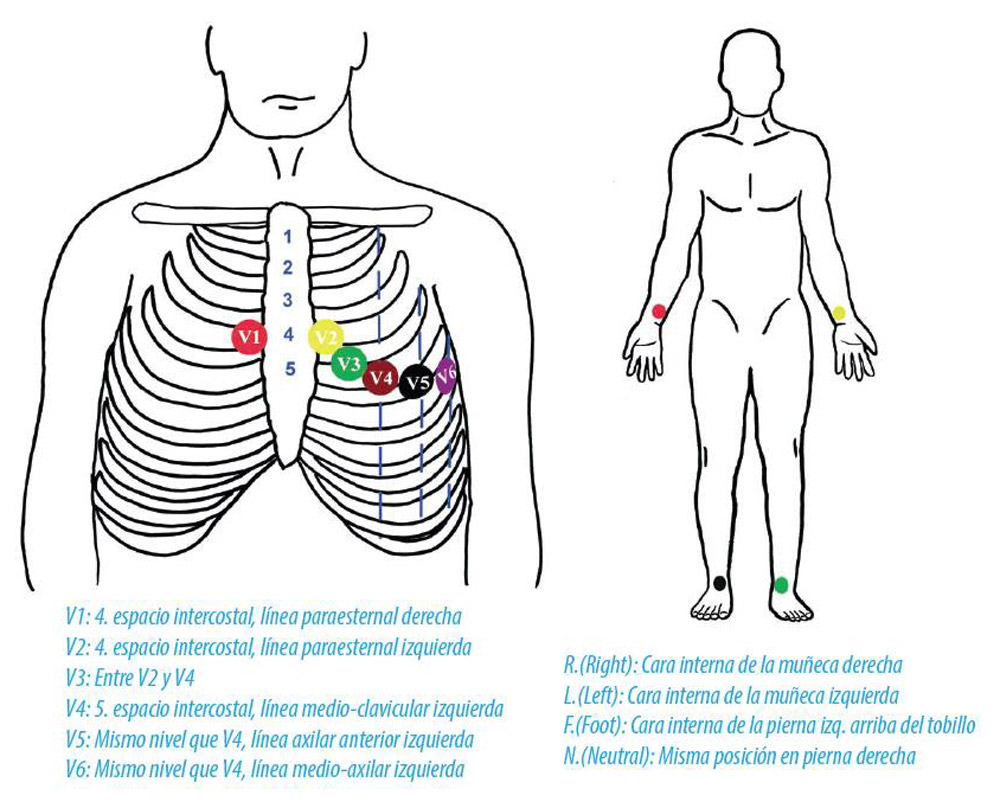 1
2
3
4
5
V1
V2
V3
V4
V5
V6
V1: 4. espacio intercostal, línea paraesternal derecha
V2: 4. espacio intercostal, línea paraesternal izquierda
V3: Entre V2 y V4
V4: 5. espacio intercostal, línea medio-clavicular izquierda
V5: Mismo nivel que V4, línea axilar anterior izquierda
V6: Mismo nivel que V4, línea medio-axilar izquierda
R.(Right): Cara interna de la muñeca derecha
L.(Left): Cara interna de la muñeca izquierda
F.(Foot): Cara interna de la pierna izq. arriba del tobillo
N.(Neutral): Misma posición en pierna derecha